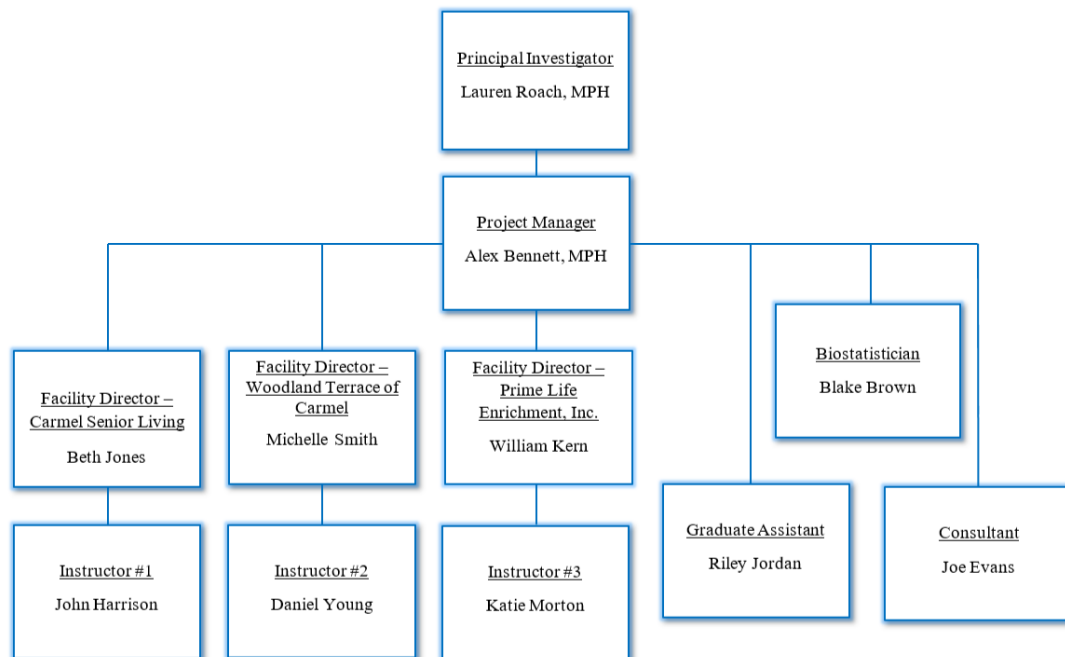 Principal Investigator
Lauren Roach, MPH
Project Manager
Alex Bennett, MPH
Facility Director –
Carmel Senior Living
Beth Jones
Facility Director –
Woodland Terrace of
Carmel
Michelle Smith
Facility Director –
Prime Life
Enrichment, Inc.
William Kern
Biostatistician
Blake Brown
Graduate Assistant
Riley Jordan
Consultant
Joe Evans
Instructor #1
John Harrison
Instructor #2
Daniel Young
Instructor #3
Katie Morton